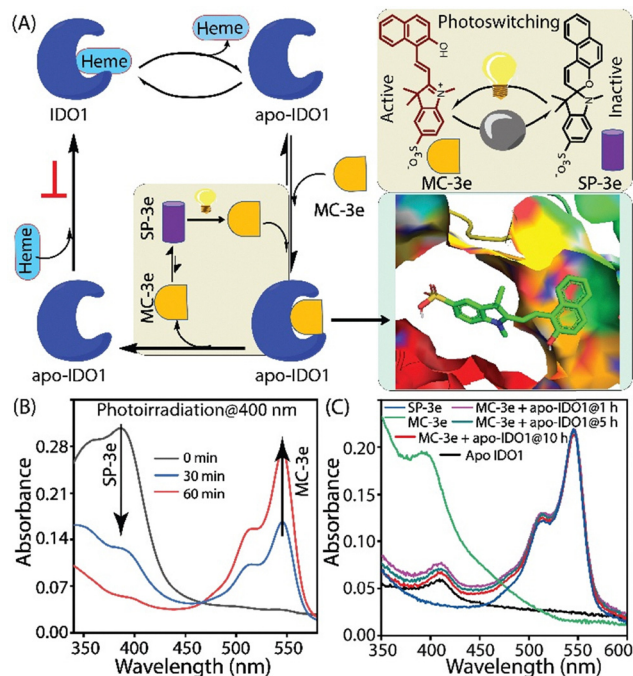 (A)
Heme
Heme
IDO1
apo-IDO1
Photoswitching
Active
Inactive
HO
N+
SO3-
O
N
SO3-
MC-3e
SP-3e
MC-3e
SP-3e
MC-3e
Heme
apo-IDO1
apo-IDO1
(B)
Photoirradiation@400 nm
SP-3e
MC-3e
0 min
30 min
60 min
Absorbance
0.28
0.21
0.14
0.07
0.00
350 400 450 500 550
Wavelength (nm)
(C)
SP-3e
MC-3e
MC-3e + apo-IDO1@1 h
MC-3e + apo-IDO1@5 h
MC-3e + apo-IDO1@10 h
Apo IDO1
Absorbance
0.20
0.15
0.10
0.05
0.00
350 400 450 500 550 600
Wavelength (nm)